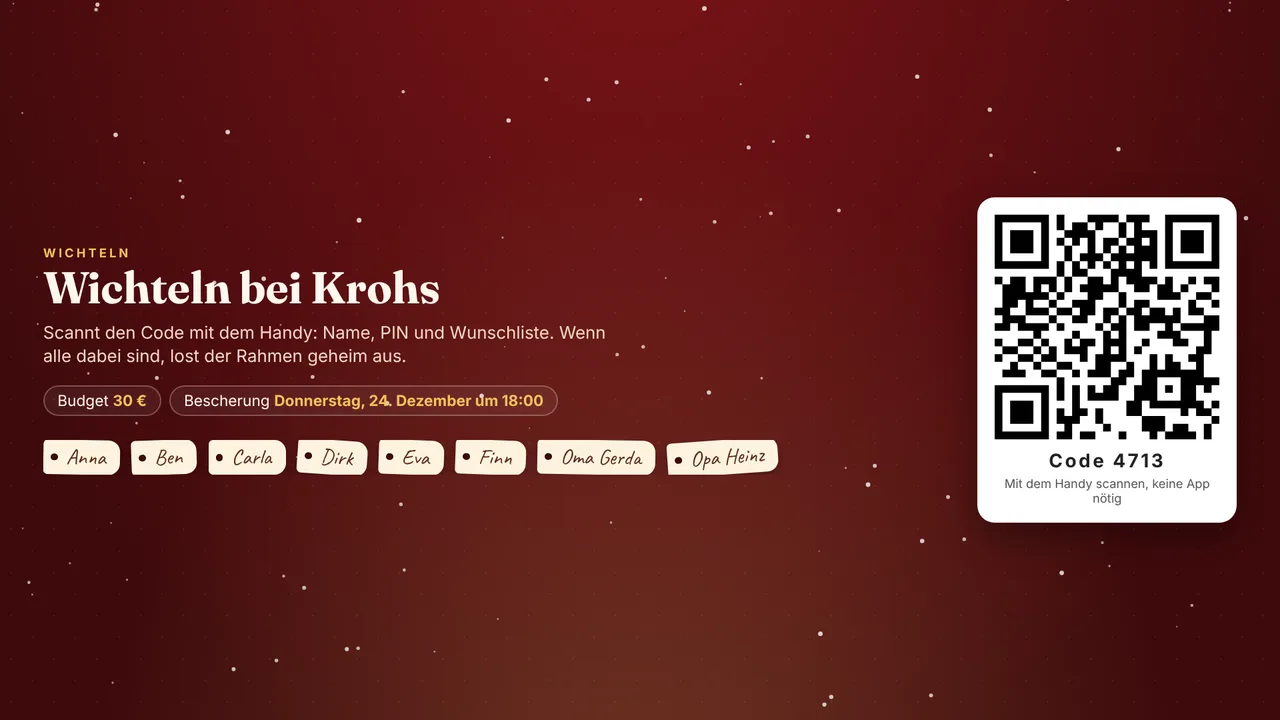 WICHTELN
Wichteln bei Krohs
Scannt den Code mit dem Handy: Name, PIN und Wunschliste. Wenn
alle dabei sind, lost der Rahmen geheim aus.
Budget 30 €
Bescherung Donnerstag, 24. Dezember um 18:00
Anna
Ben
Carla
Dirk
Eva
Finn
Oma Gerda
Opa Heinz
Code 4713
Mit dem Handy scannen, keine App
nötig